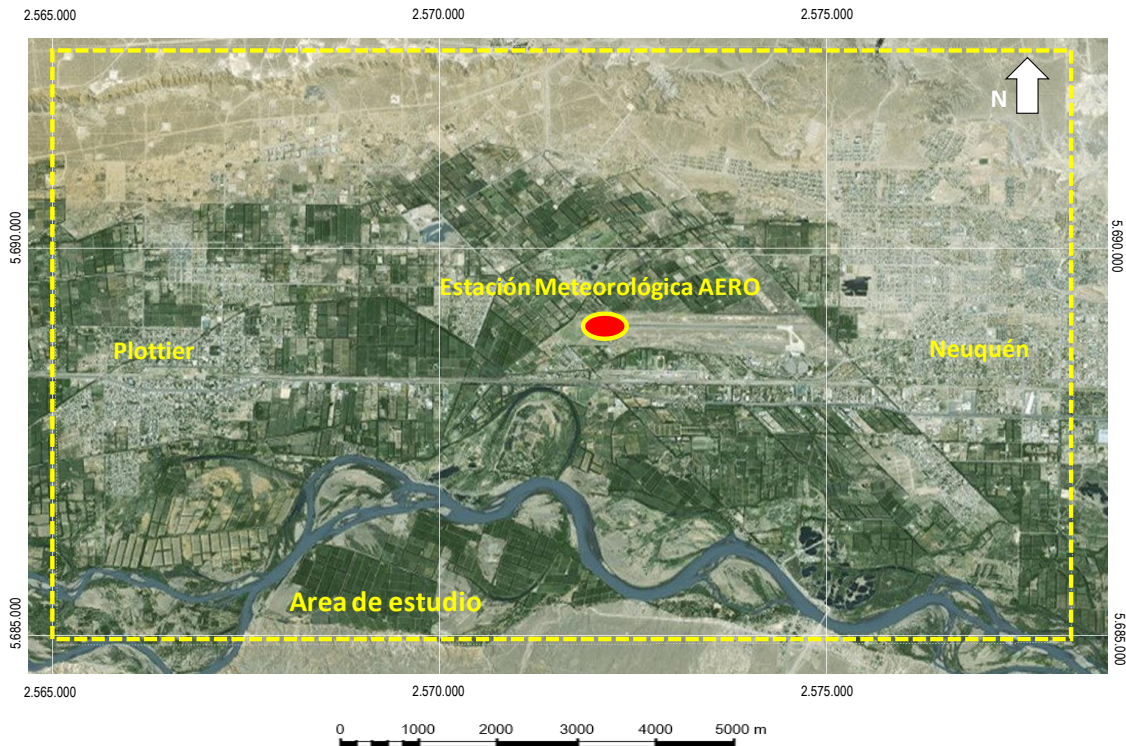 2.565.000 2.570.000 2.575.000
N
5.690.000 5.690.000
Estación Meteorológica AERO
Plottier Neuquén
Area de estudio
5.685.000 5.685.000
2.565.000 2.570.000 2.575.000
0 1000 2000 3000 4000 5000 m